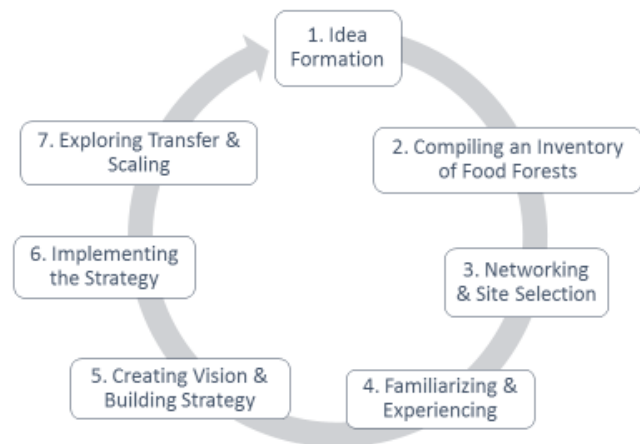 1. Idea
Formation
2. Compiling an Inventory
of Food Forests
3. Networking
& Site Selection
4. Familiarizing &
Experiencing
5. Creating Vision &
Building Strategy
6. Implementing
the Strategy
7. Exploring Transfer &
Scaling